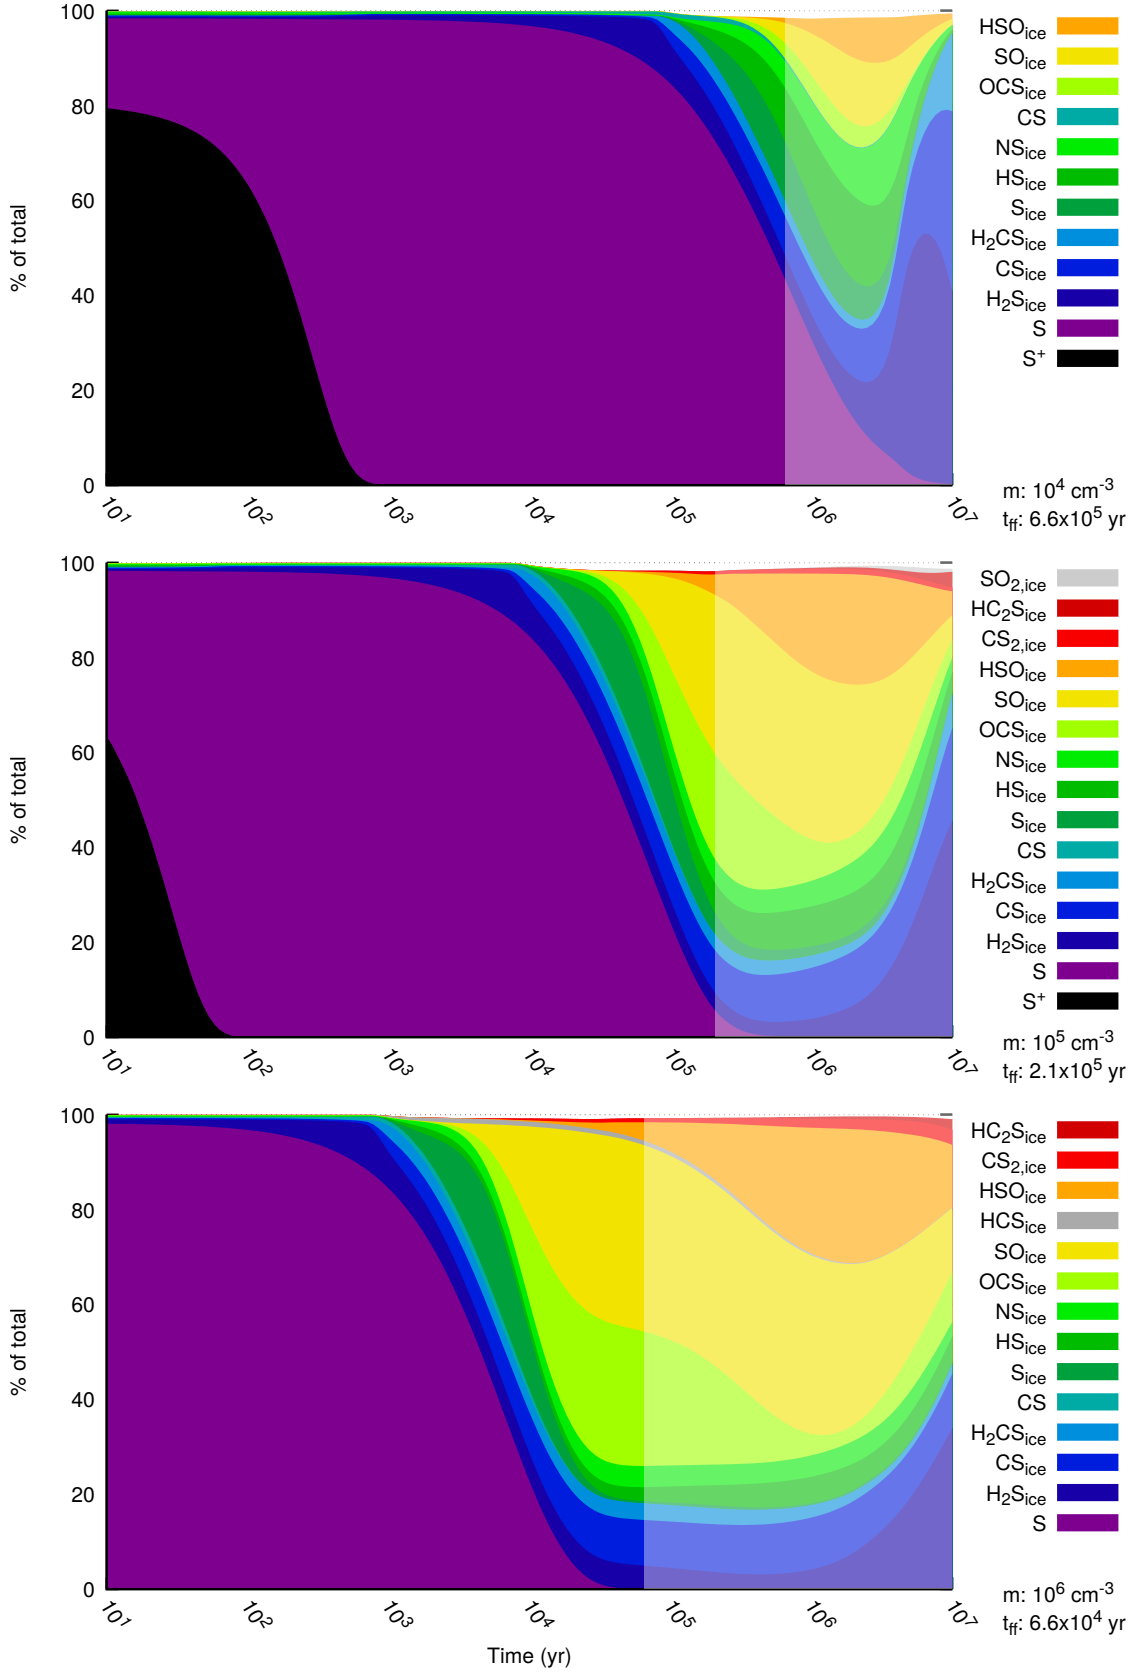 100
80
60
40
20
0
% of total
10¹
10²
10³
10⁴
10⁵
10⁶
10⁷
HSOice
SOice
OCSice
CS
NSice
HSice
Sice
H₂CSice
CSice
H₂Sice
S
S⁺
m: 10⁴ cm⁻³
tff: 6.6x10⁵ yr
100
80
60
40
20
0
% of total
10¹
10²
10³
10⁴
10⁵
10⁶
10⁷
SO₂,ice
HC₂Sice
CS₂,ice
HSOice
SOice
OCSice
NSice
HSice
Sice
CS
H₂CSice
CSice
H₂Sice
S
S⁺
m: 10⁵ cm⁻³
tff: 2.1x10⁵ yr
100
80
60
40
20
0
% of total
10¹
10²
10³
10⁴
10⁵
10⁶
10⁷
Time (yr)
HC₂Sice
CS₂,ice
HSOice
HCSice
SOice
OCSice
NSice
HSice
Sice
CS
H₂CSice
CSice
H₂Sice
S
m: 10⁶ cm⁻³
tff: 6.6x10⁴ yr